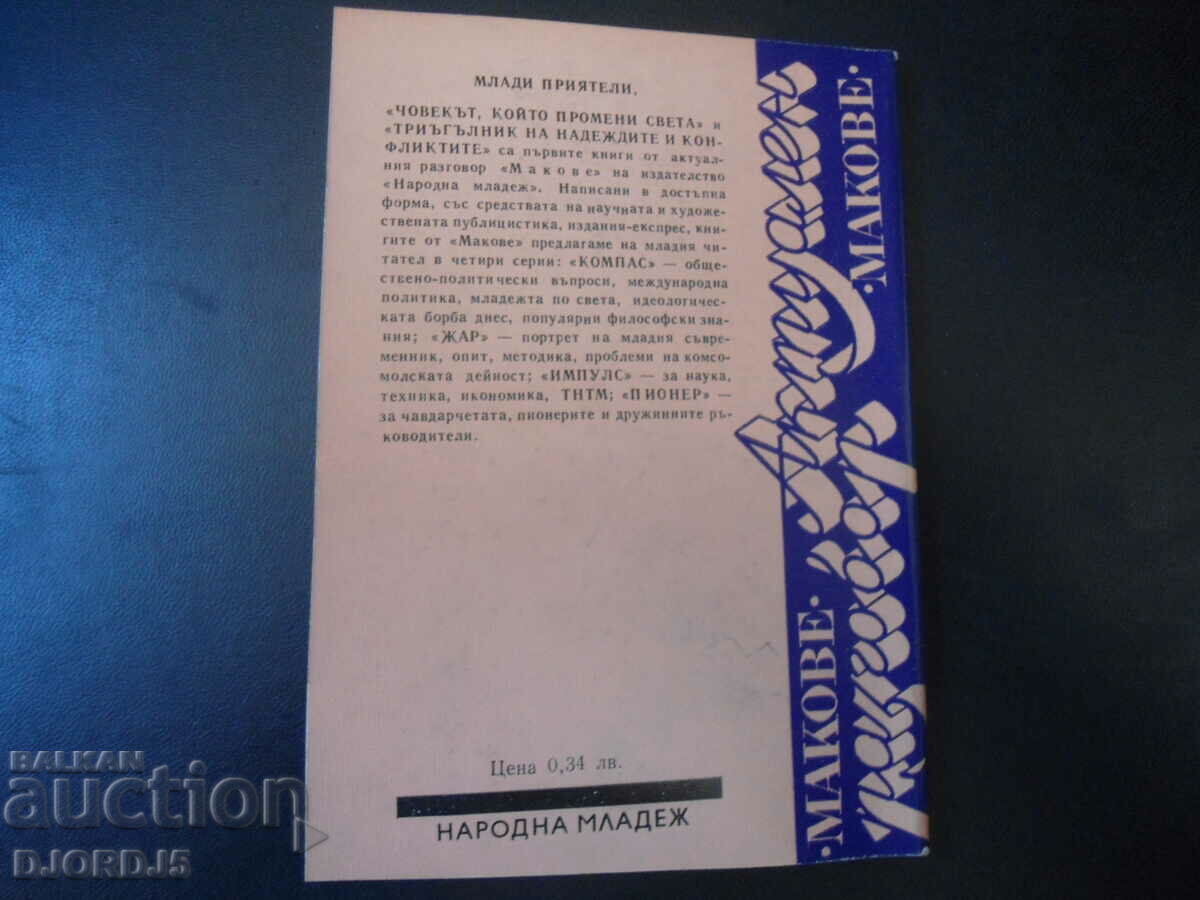 МЛАДИ ПРИЯТЕЛИ,
«ЧОВЕКЪТ, КОЙТО ПРОМЕНИ СВЕТА» и
«ТРИЪГЪЛНИК НА НАДЕЖДИТЕ И КОН-
ФЛИКТИТЕ» са първите книги от актуал-
ния разговор «Макове» на издателство
«Народна младеж». Написани в достъпна
форма, със средствата на научната и художе-
ствената публицистика, издания-експрес, кни-
гите от «Макове» предлагаме на младия чи-
тател в четири серии: «КОМПАС» — обще-
ствено-политически въпроси, международна
политика, младежта по света, идеологичес-
ката борба днес, популярни философски зна-
ния; «ЖАР» — портрет на младия съвре-
менник, опит, методика, проблеми на комсо-
молската дейност; «ИМПУЛС» — за наука,
техника, икономика, ТНТМ; «ПИОНЕР» —
за чавдарчетата, пионерите и дружинните ръ-
ководители.
Цена 0,34 лв.
НАРОДНА МЛАДЕЖ
·МАКОВЕ· ·МАКОВЕ·
Актуален
разговор
BALKAN
auction
DJORDJ5